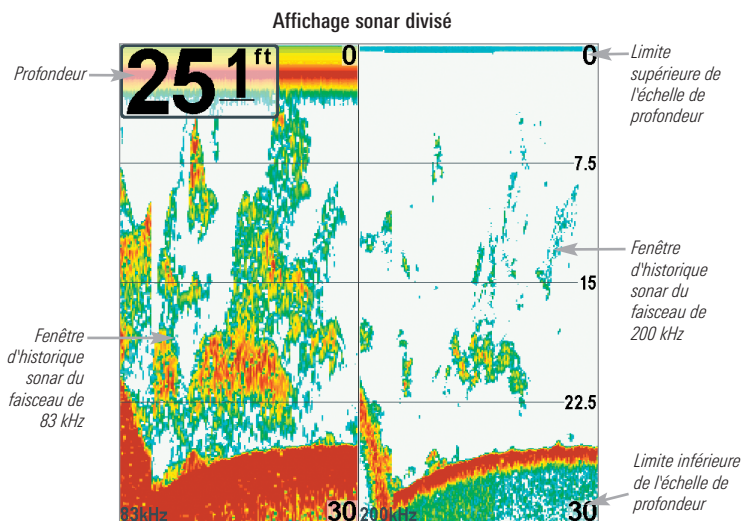 Affichage sonar divisé
Profondeur
25.1 ft
0
0
Limite
supérieure de
l'échelle de
profondeur
7.5
Fenêtre
d'historique
sonar du
faisceau de
200 kHz
15
Fenêtre
d'historique
sonar du
faisceau de
83 kHz
22.5
Limite inférieure
de l'échelle de
profondeur
83kHz
30
200kHz
30